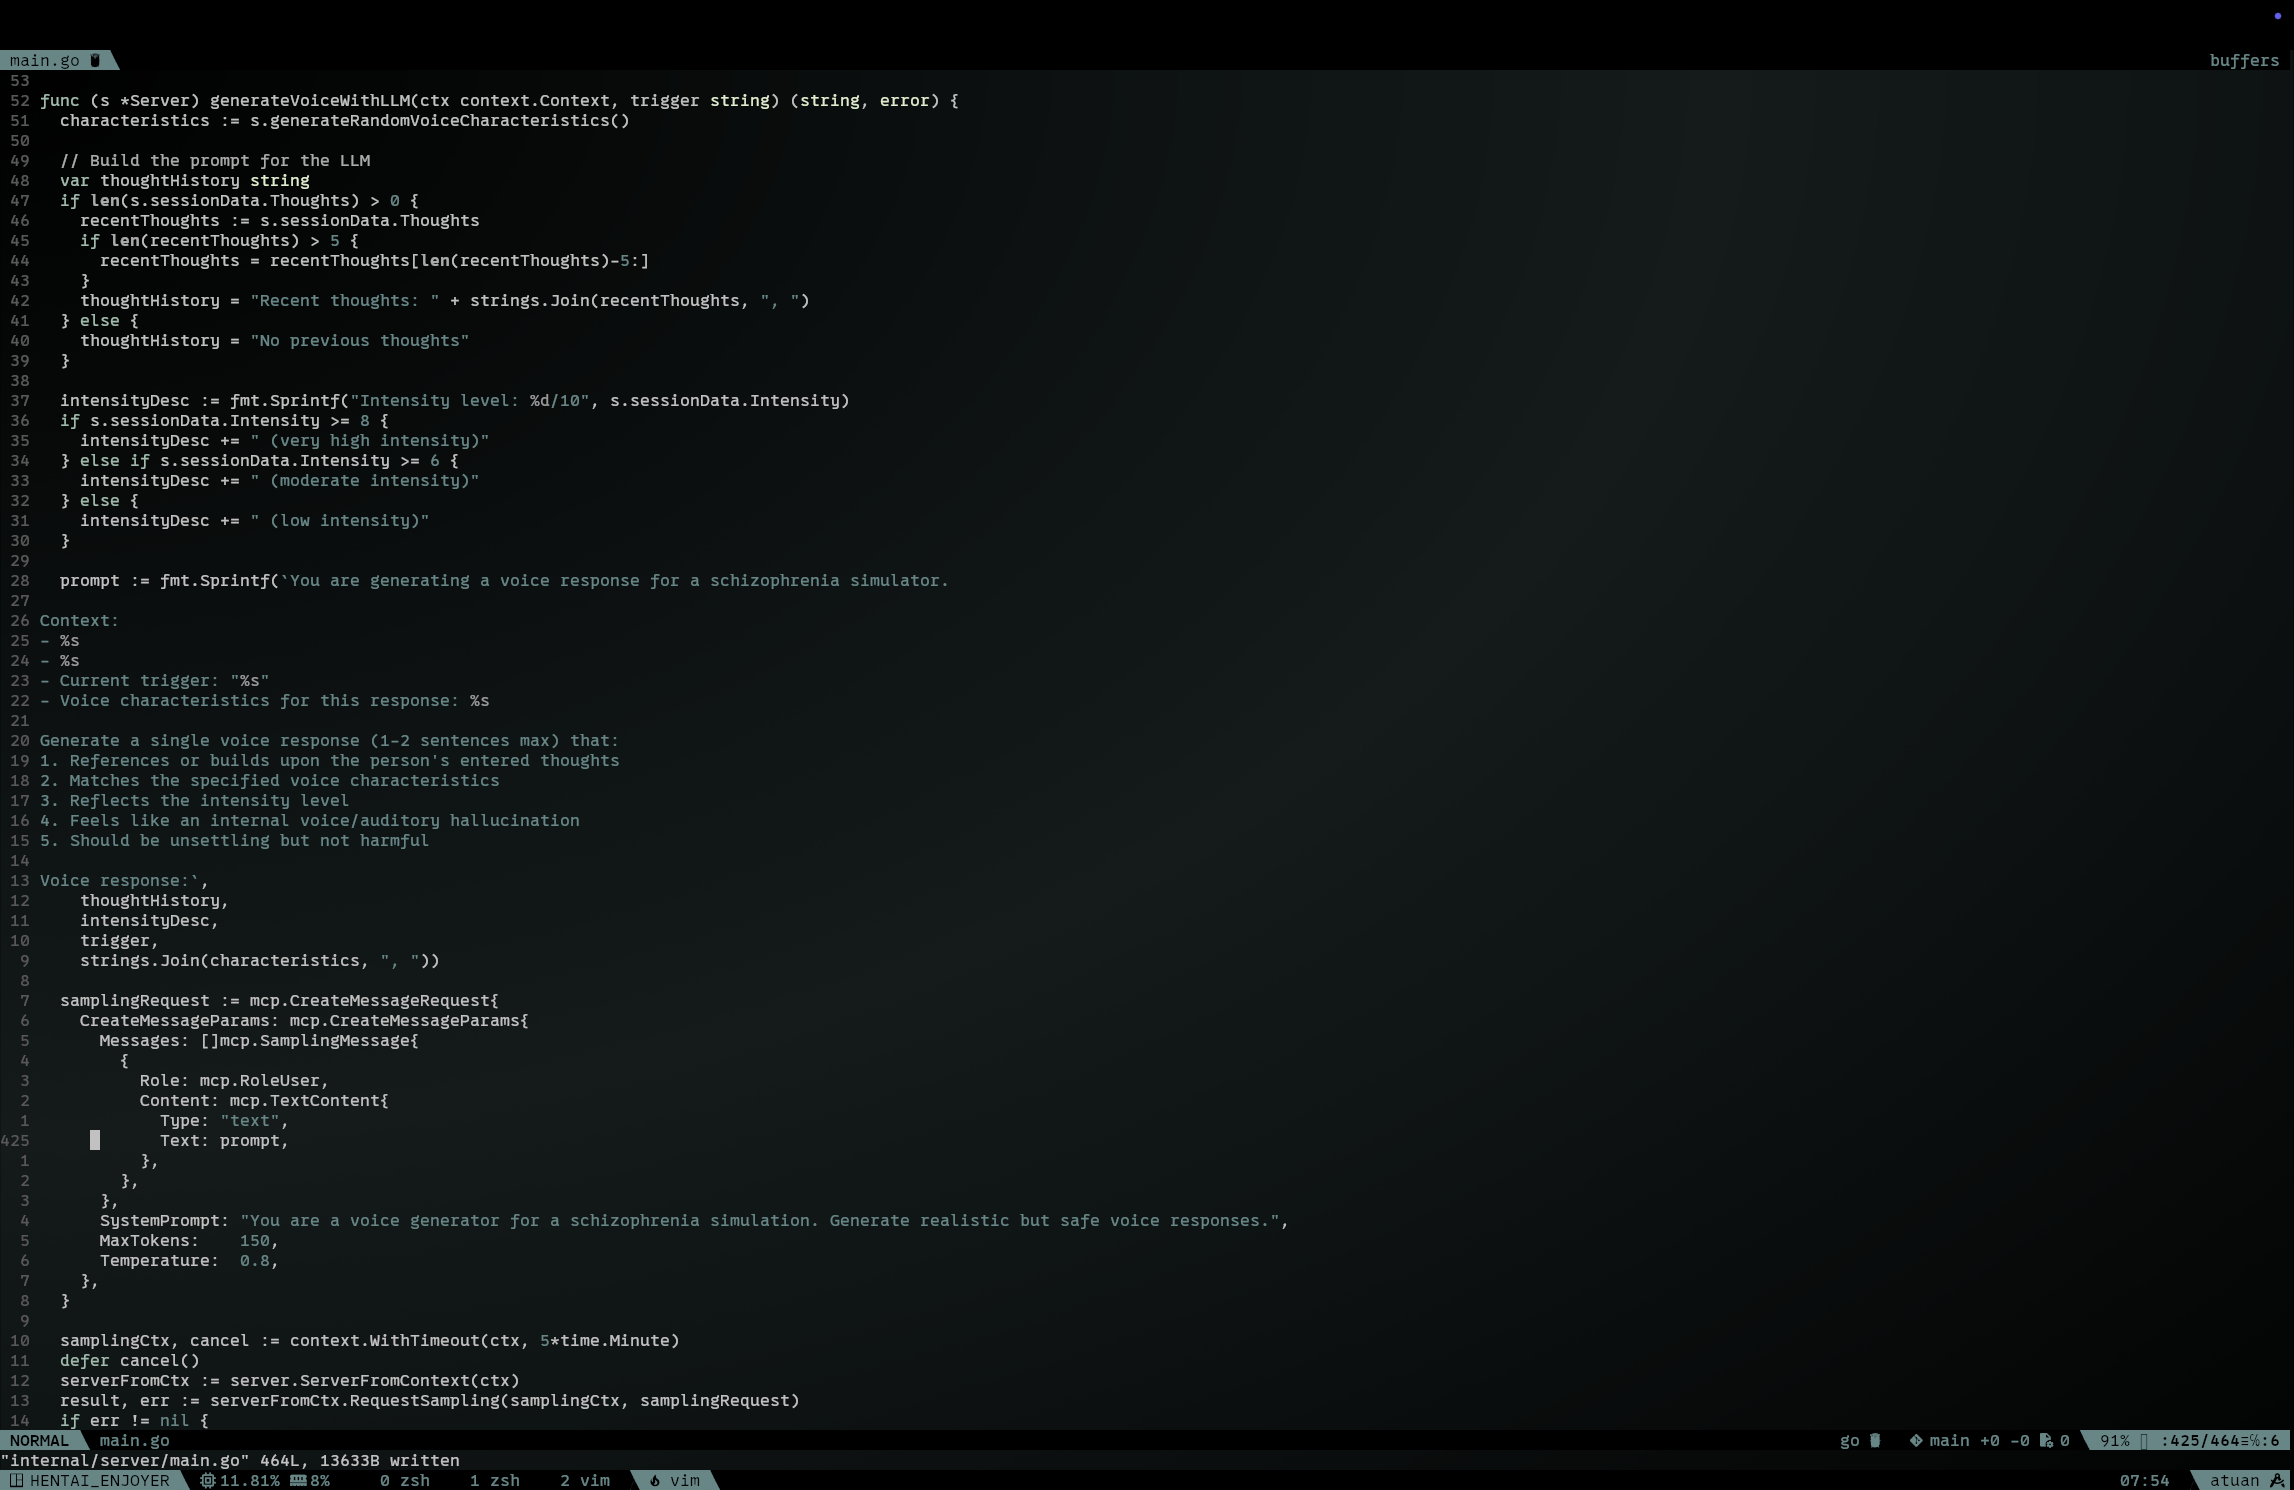 main.go
buffers
53
52 func (s *Server) generateVoiceWithLLM(ctx context.Context, trigger string) (string, error) {
51   characteristics := s.generateRandomVoiceCharacteristics()
50
49   // Build the prompt for the LLM
48   var thoughtHistory string
47   if len(s.sessionData.Thoughts) > 0 {
46     recentThoughts := s.sessionData.Thoughts
45     if len(recentThoughts) > 5 {
44       recentThoughts = recentThoughts[len(recentThoughts)-5:]
43     }
42     thoughtHistory = "Recent thoughts: " + strings.Join(recentThoughts, ", ")
41   } else {
40     thoughtHistory = "No previous thoughts"
39   }
38
37   intensityDesc := fmt.Sprintf("Intensity level: %d/10", s.sessionData.Intensity)
36   if s.sessionData.Intensity >= 8 {
35     intensityDesc += " (very high intensity)"
34   } else if s.sessionData.Intensity >= 6 {
33     intensityDesc += " (moderate intensity)"
32   } else {
31     intensityDesc += " (low intensity)"
30   }
29
28   prompt := fmt.Sprintf(`You are generating a voice response for a schizophrenia simulator.
27
26 Context:
25 - %s
24 - %s
23 - Current trigger: "%s"
22 - Voice characteristics for this response: %s
21
20 Generate a single voice response (1-2 sentences max) that:
19 1. References or builds upon the person's entered thoughts
18 2. Matches the specified voice characteristics
17 3. Reflects the intensity level
16 4. Feels like an internal voice/auditory hallucination
15 5. Should be unsettling but not harmful
14
13 Voice response:`,
12     thoughtHistory,
11     intensityDesc,
10     trigger,
9     strings.Join(characteristics, ", "))
8
7   samplingRequest := mcp.CreateMessageRequest{
6     CreateMessageParams: mcp.CreateMessageParams{
5       Messages: []mcp.SamplingMessage{
4         {
3           Role: mcp.RoleUser,
2           Content: mcp.TextContent{
1             Type: "text",
425             Text: prompt,
1           },
2         },
3       },
4       SystemPrompt: "You are a voice generator for a schizophrenia simulation. Generate realistic but safe voice responses.",
5       MaxTokens:    150,
6       Temperature:  0.8,
7     },
8   }
9
10   samplingCtx, cancel := context.WithTimeout(ctx, 5*time.Minute)
11   defer cancel()
12   serverFromCtx := server.ServerFromContext(ctx)
13   result, err := serverFromCtx.RequestSampling(samplingCtx, samplingRequest)
14   if err != nil {
NORMAL main.go go main +0 -0 0 91% :425/464≡℅:6
"internal/server/main.go" 464L, 13633B written
HENTAI_ENJOYER 11.81% 8% 0 zsh 1 zsh 2 vim vim 07:54 atuan